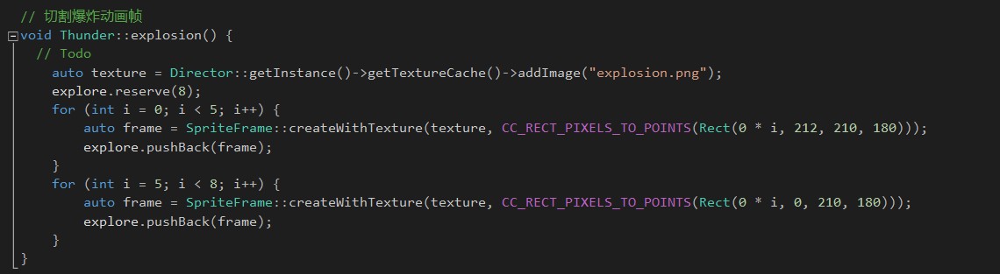 // 切割爆炸动画帧
void Thunder::explosion() {
// Todo
auto texture = Director::getInstance()->getTextureCache()->addImage("explosion.png");
explore.reserve(8);
for (int i = 0; i < 5; i++) {
auto frame = SpriteFrame::createWithTexture(texture, CC_RECT_PIXELS_TO_POINTS(Rect(0 * i, 212, 210, 180)));
explore.pushBack(frame);
}
for (int i = 5; i < 8; i++) {
auto frame = SpriteFrame::createWithTexture(texture, CC_RECT_PIXELS_TO_POINTS(Rect(0 * i, 0, 210, 180)));
explore.pushBack(frame);
}
}